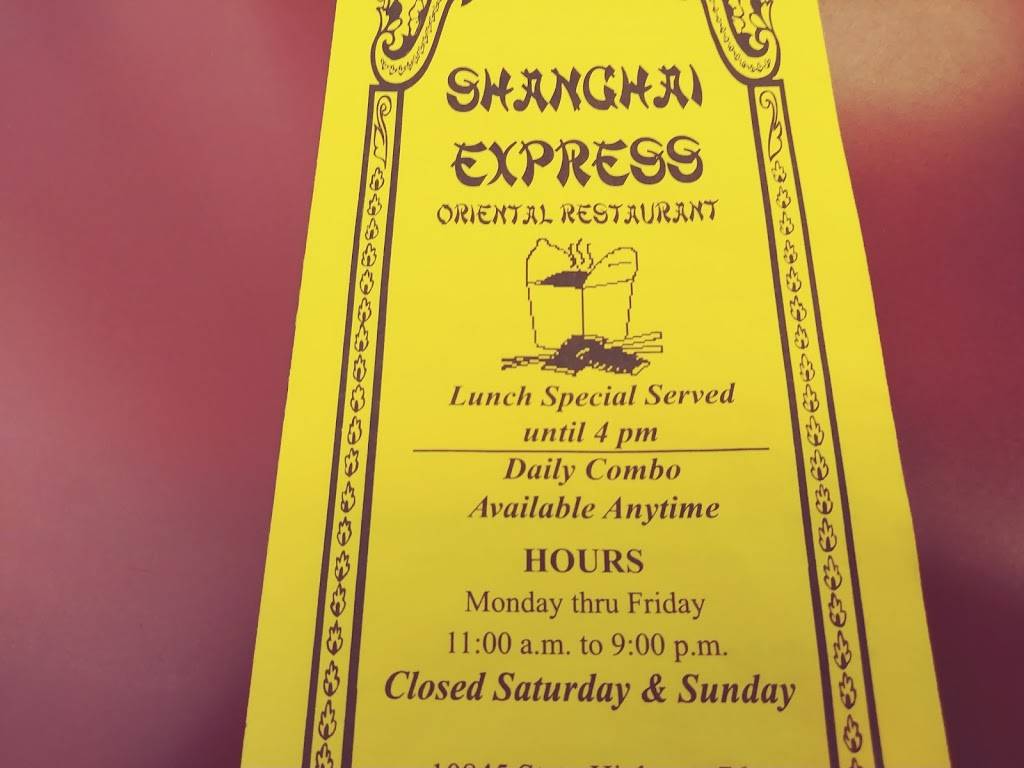 SHANGHAI
EXPRESS
ORIENTAL RESTAURANT
Lunch Special Served
until 4 pm
Daily Combo
Available Anytime
HOURS
Monday thru Friday
11:00 a.m. to 9:00 p.m.
Closed Saturday & Sunday